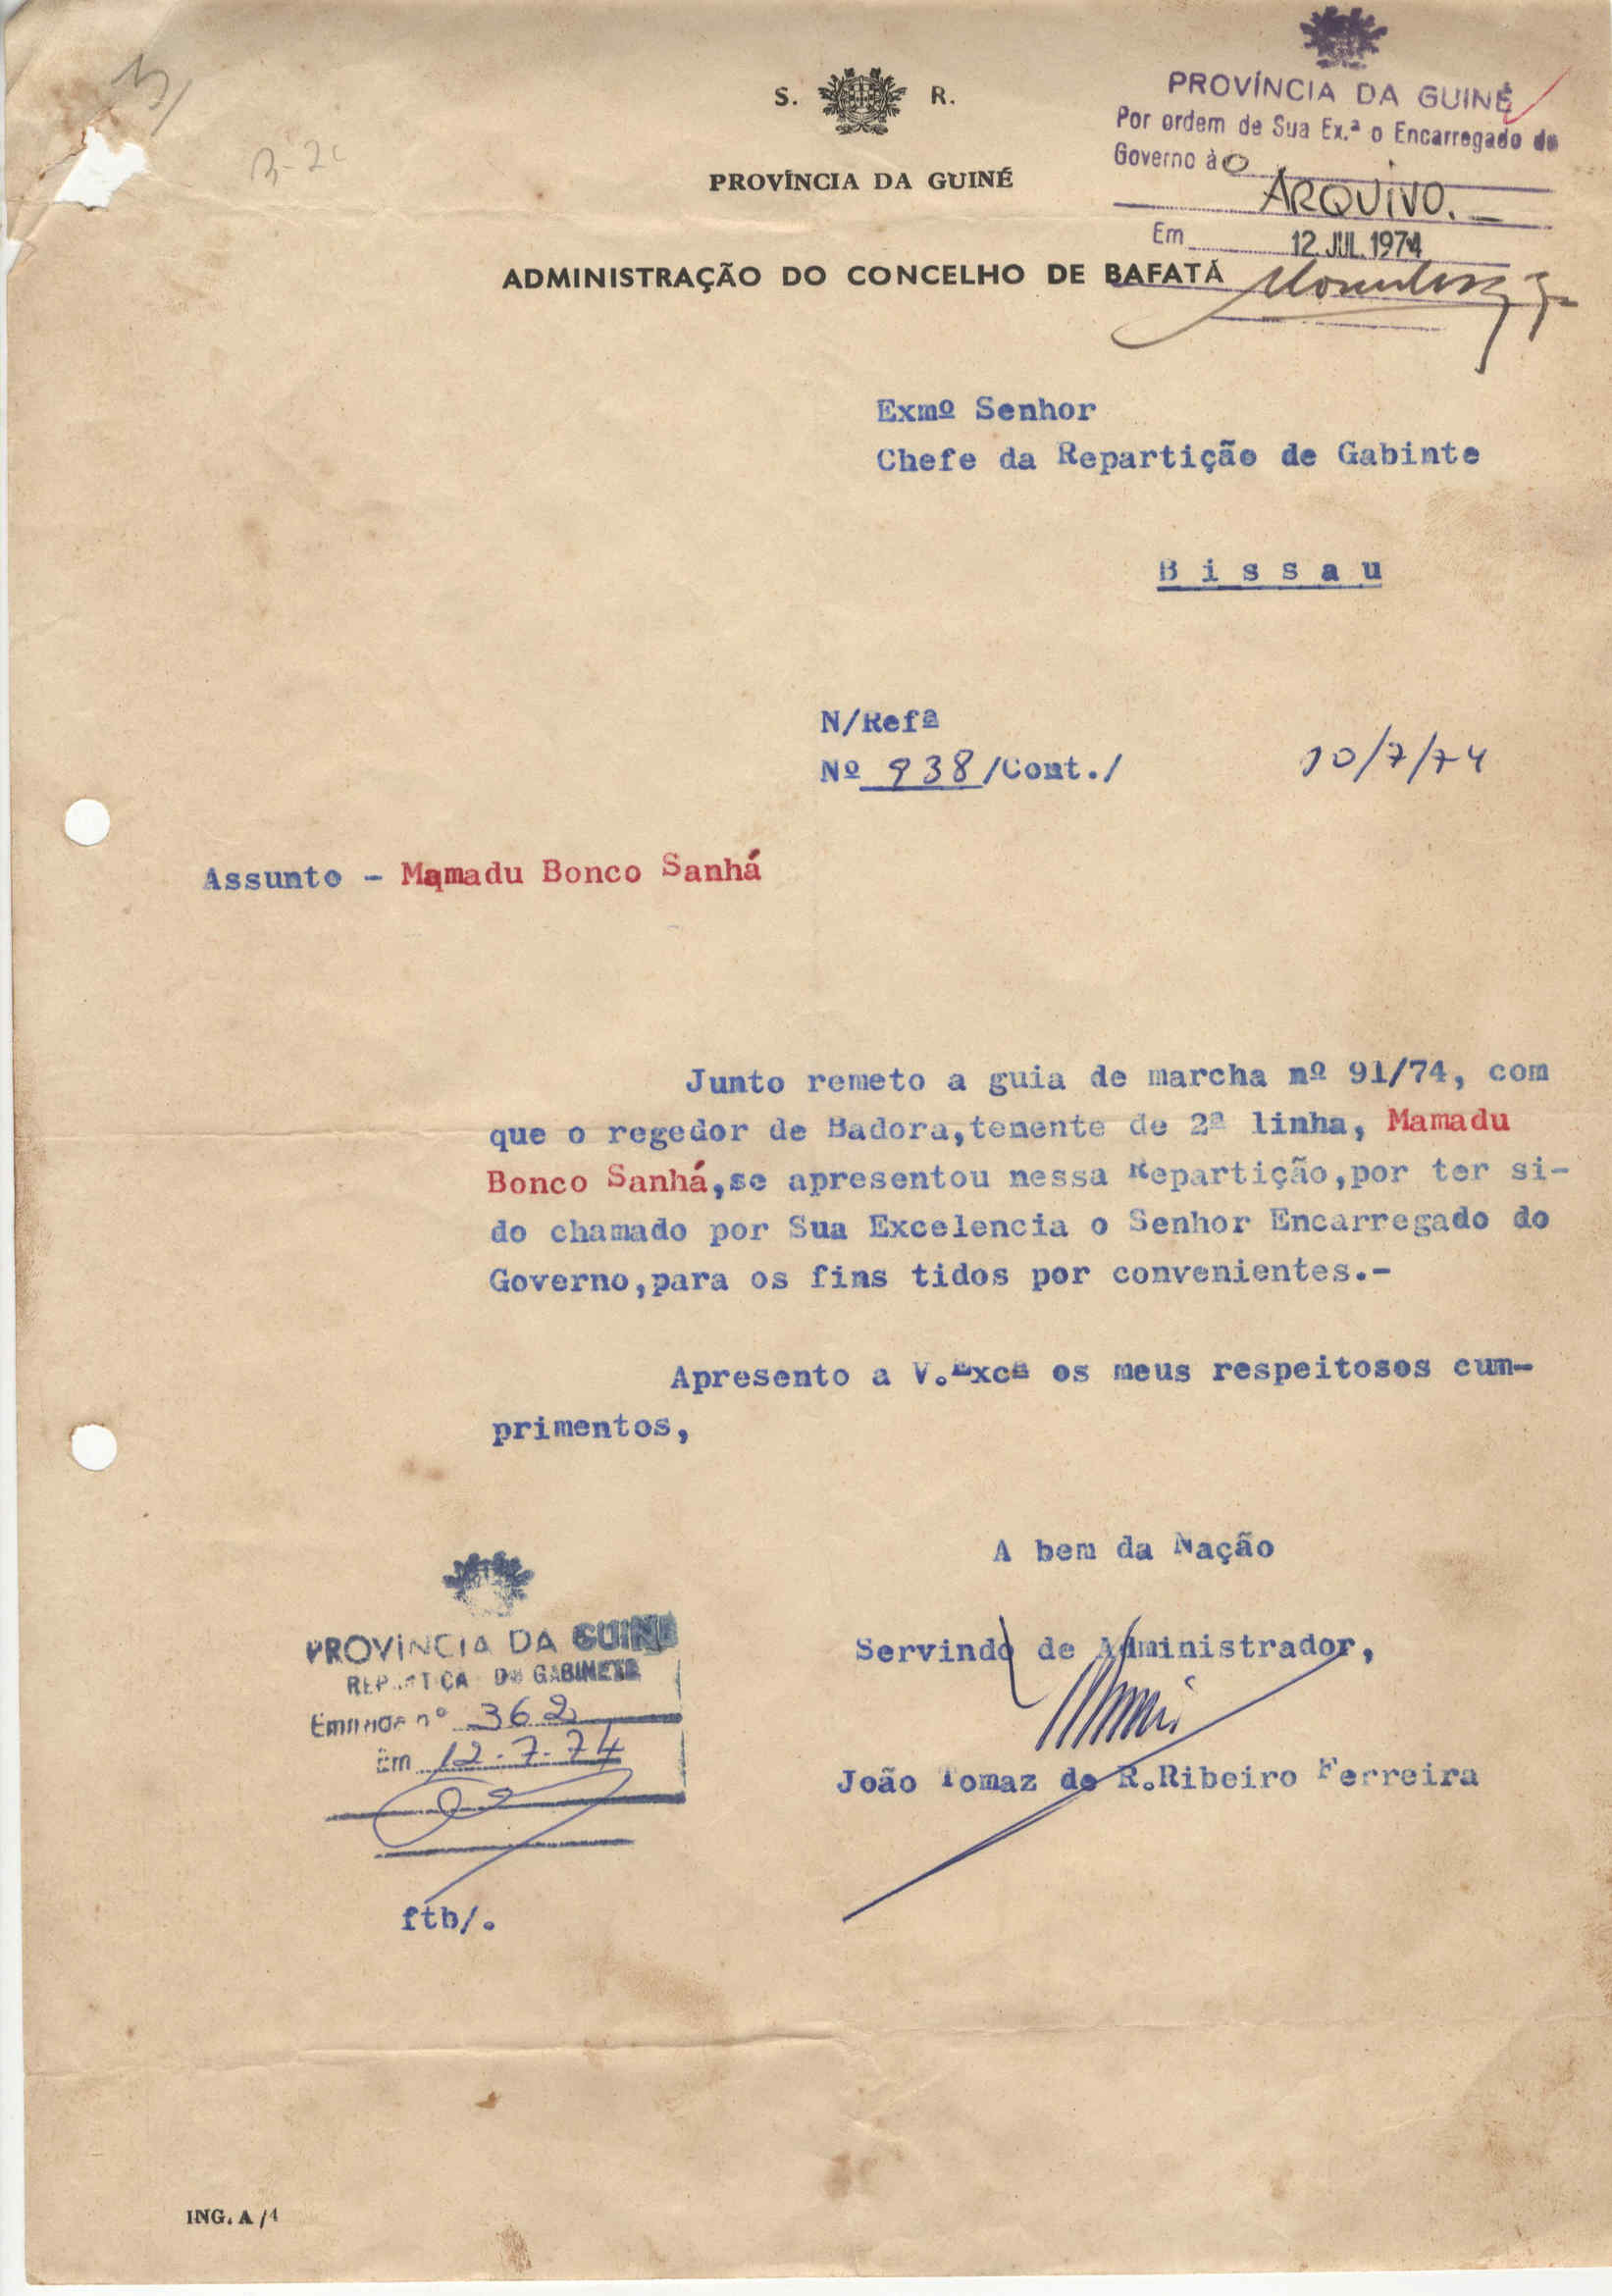 S. R.
PROVÍNCIA DA GUINÉ
ADMINISTRAÇÃO DO CONCELHO DE BAFATÁ
PROVÍNCIA DA GUINÉ
Por ordem de Sua Ex.ª o Encarregado do
Governo à o
ARQUIVO.
Em 12 JUL. 1974
Exmº Senhor
Chefe da Repartição de Gabinte
Bissau
N/Refª
Nº 938/Cont./ 10/7/74
Assunto - Mamadu Bonco Sanhá
Junto remeto a guia de marcha nº 91/74, com
que o regedor de Badora,tenente de 2ª linha, Mamadu
Bonco Sanhá,se apresentou nessa Repartição,por ter si-
do chamado por Sua Excelencia o Senhor Encarregado do
Governo,para os fins tidos por convenientes.-
Apresento a V.Excª os meus respeitosos cum-
primentos,
A bem da Nação
Servindo de Administrador,
João Tomaz de R.Ribeiro Ferreira
PROVÍNCIA DA GUINÉ
REPARTIÇÃO DO GABINETE
nº 362
Em 12-7-74
ftb/.
ING. A/4